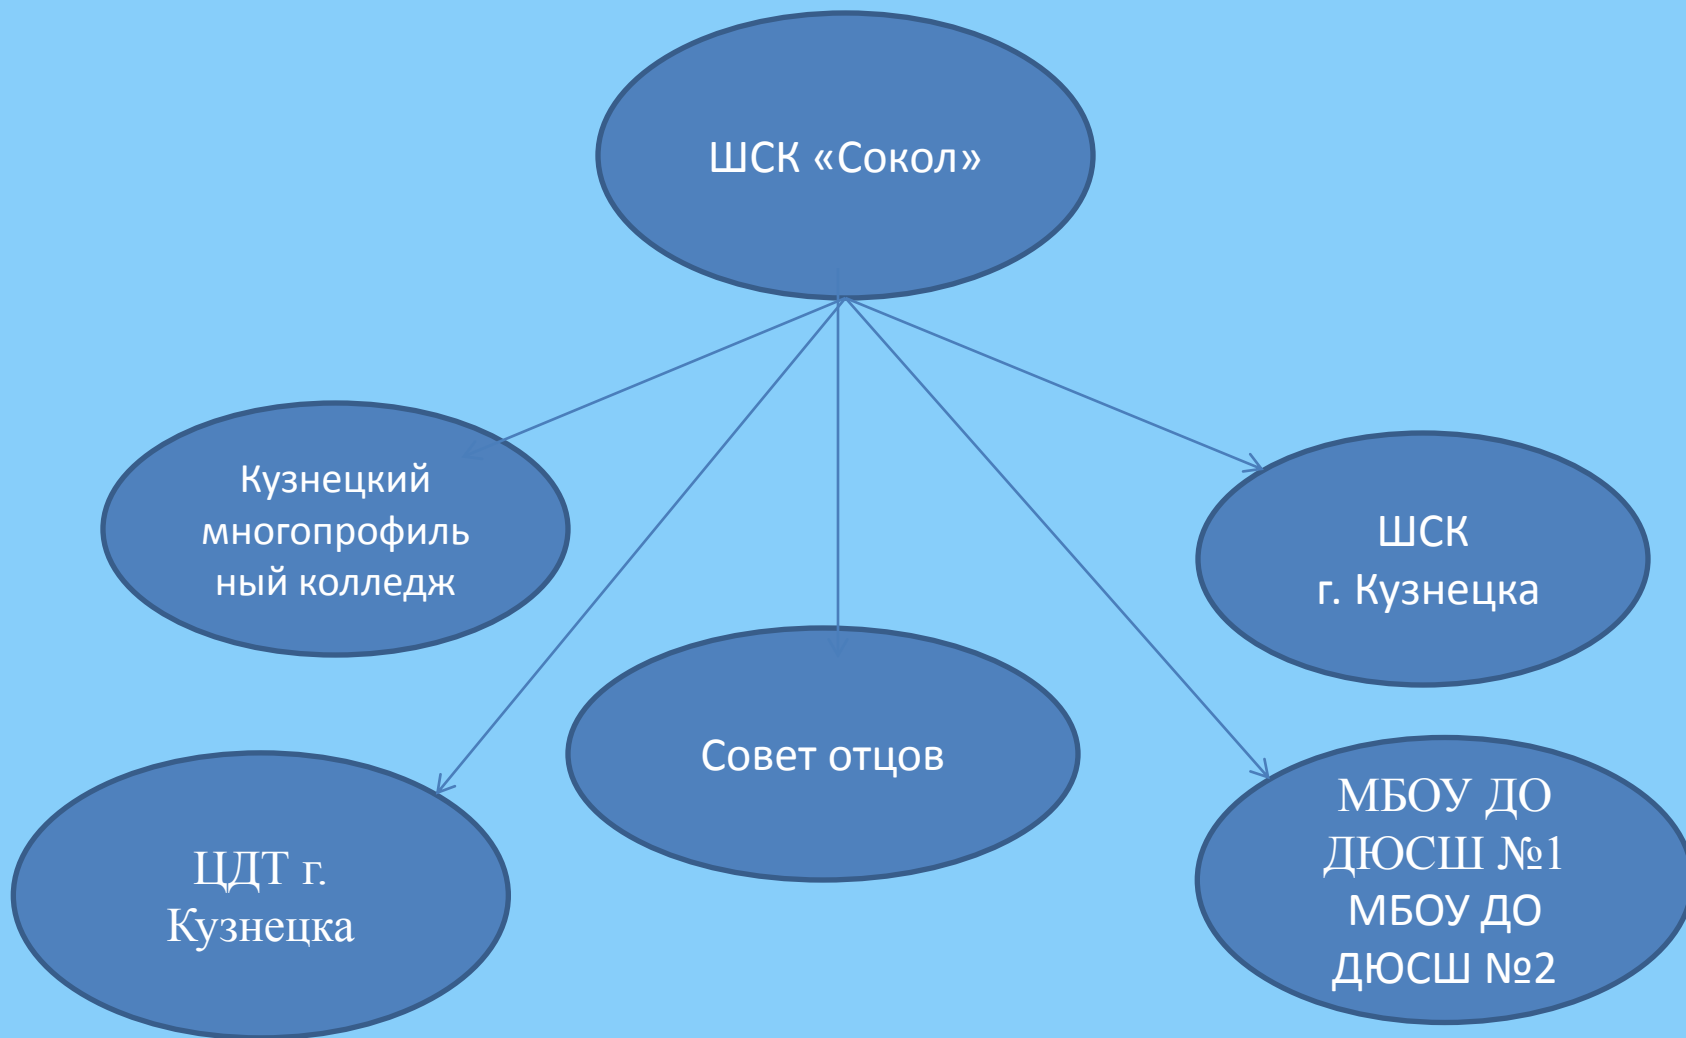 ШСК «Сокол»
Кузнецкий
многопрофиль
ный колледж
ШСК
г. Кузнецка
Совет отцов
ЦДТ г.
Кузнецка
МБОУ ДО
ДЮСШ №1
МБОУ ДО
ДЮСШ №2